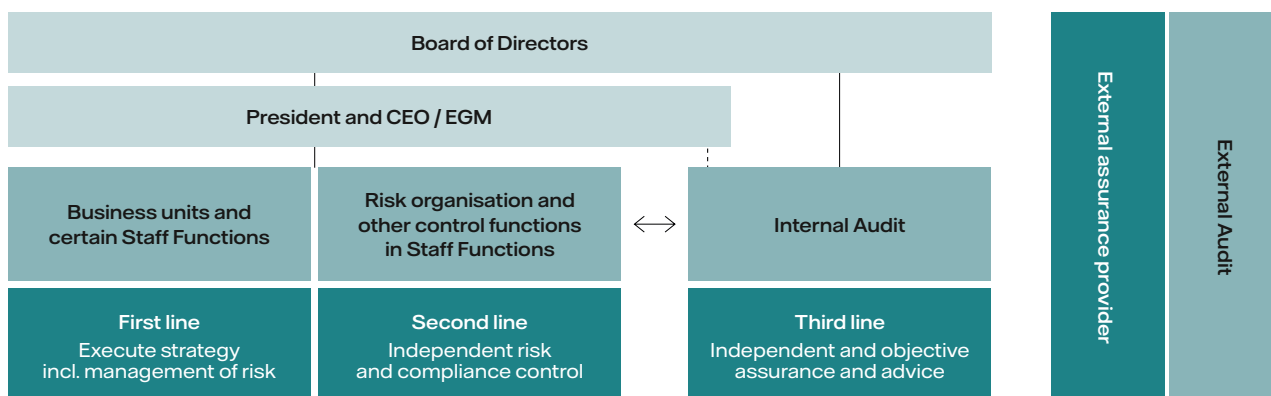 Board of Directors
President and CEO / EGM
Business units and
certain Staff Functions
Risk organisation and
other control functions
in Staff Functions
Internal Audit
First line
Execute strategy
incl. management of risk
Second line
Independent risk
and compliance control
Third line
Independent and objective
assurance and advice
External assurance provider
External Audit